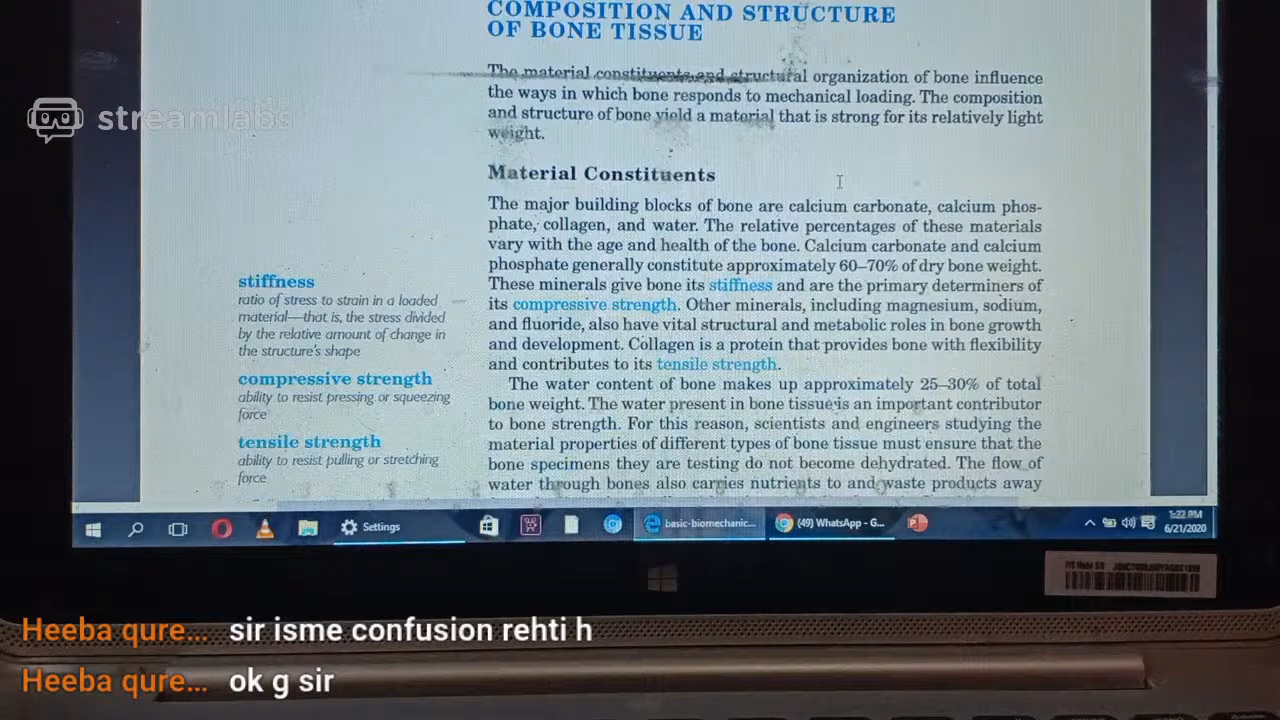 COMPOSITION AND STRUCTURE
OF BONE TISSUE
The material constituents and structural organization of bone influence
the ways in which bone responds to mechanical loading. The composition
and structure of bone yield a material that is strong for its relatively light
weight.
streamlabs
Material Constituents
The major building blocks of bone are calcium carbonate, calcium phos-
phate, collagen, and water. The relative percentages of these materials
vary with the age and health of the bone. Calcium carbonate and calcium
phosphate generally constitute approximately 60–70% of dry bone weight.
These minerals give bone its stiffness and are the primary determiners of
its compressive strength. Other minerals, including magnesium, sodium,
and fluoride, also have vital structural and metabolic roles in bone growth
and development. Collagen is a protein that provides bone with flexibility
and contributes to its tensile strength.
The water content of bone makes up approximately 25–30% of total
bone weight. The water present in bone tissue is an important contributor
to bone strength. For this reason, scientists and engineers studying the
material properties of different types of bone tissue must ensure that the
bone specimens they are testing do not become dehydrated. The flow of
water through bones also carries nutrients to and waste products away
stiffness
ratio of stress to strain in a loaded
material—that is, the stress divided
by the relative amount of change in
the structure's shape
compressive strength
ability to resist pressing or squeezing
force
tensile strength
ability to resist pulling or stretching
force
Settings
basic-biomechanic...
(49) WhatsApp - G...
1:22 PM
6/21/2020
Heeba qure... sir isme confusion rehti h
Heeba qure... ok g sir